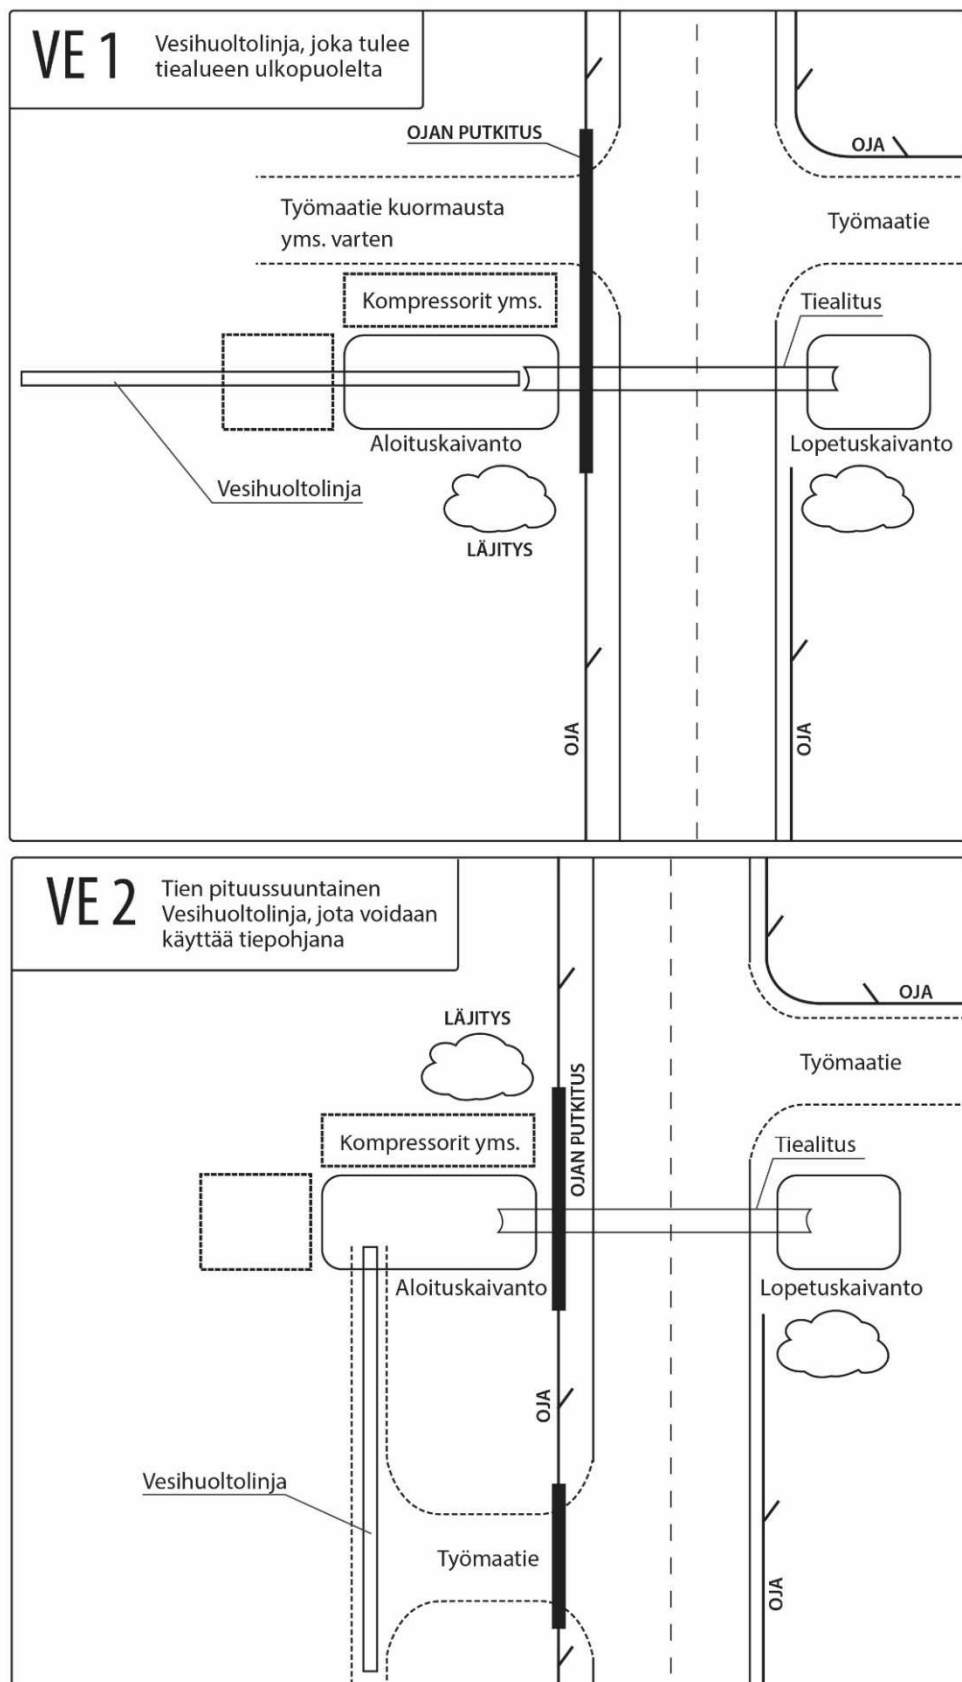 VE 1
Vesihuoltolinja, joka tulee
tiealueen ulkopuolelta
OJAN PUTKITUS
OJA
Työmaatie kuormausta
yms. varten
Työmaatie
Kompressorit yms.
Tiealitus
Aloituskaivanto
Lopetuskaivanto
Vesihuoltolinja
LÄJITYS
OJA
OJA
VE 2
Tien pituussuuntainen
Vesihuoltolinja, jota voidaan
käyttää tiepohjana
OJA
LÄJITYS
Työmaatie
OJAN PUTKITUS
Kompressorit yms.
Tiealitus
Aloituskaivanto
Lopetuskaivanto
OJA
Vesihuoltolinja
Työmaatie
OJA